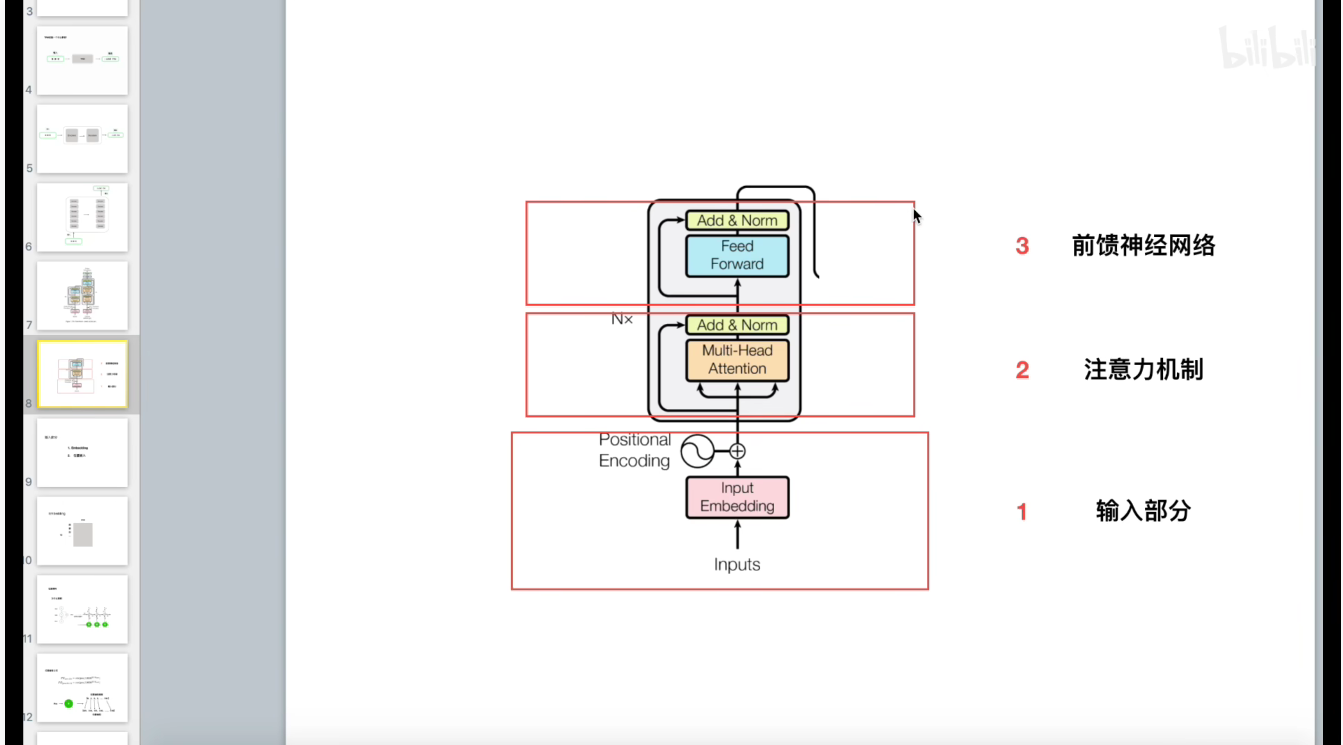 3
4
5
6
7
8
9
10
11
12
bilibili
Add & Norm
Feed
Forward
3 前馈神经网络
N×
Add & Norm
Multi-Head
Attention
2 注意力机制
Positional
Encoding
Input
Embedding
1 输入部分
Inputs